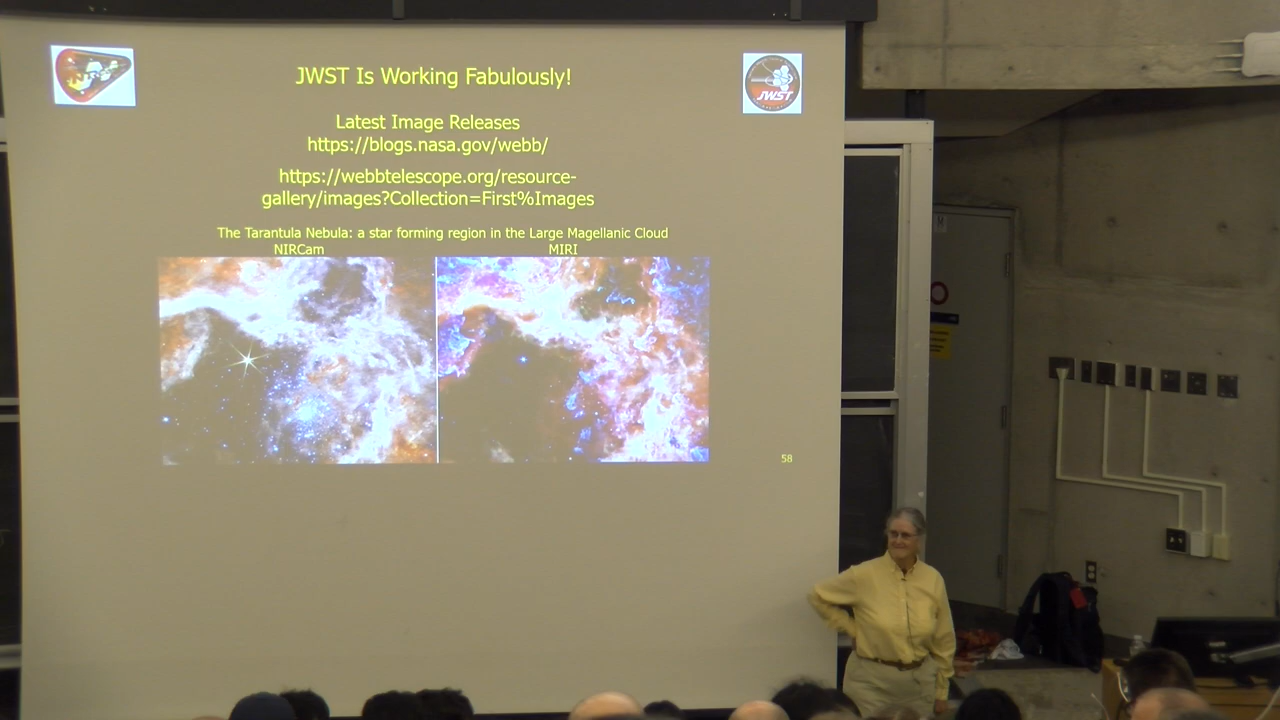 JWST Is Working Fabulously!
JWST
Latest Image Releases
https://blogs.nasa.gov/webb/
https://webbtelescope.org/resource-
gallery/images?Collection=First%Images
The Tarantula Nebula: a star forming region in the Large Magellanic Cloud
NIRCam MIRI
58